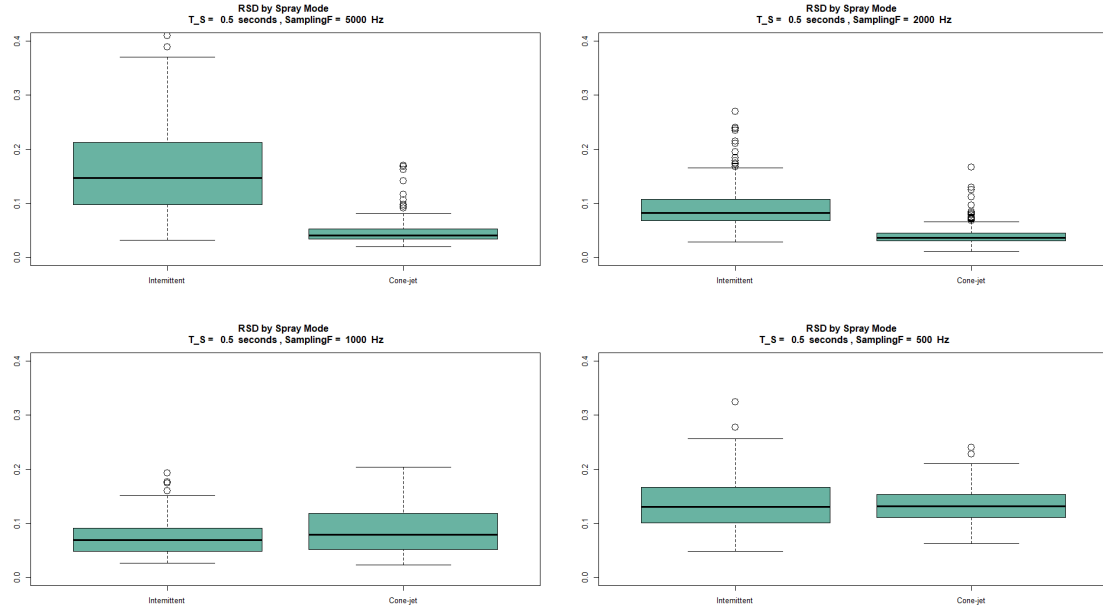 RSD by Spray Mode
T_S = 0.5 seconds , SamplingF = 5000 Hz
0.4
0.3
0.2
0.1
0.0
Intermittent
Cone-jet
RSD by Spray Mode
T_S = 0.5 seconds , SamplingF = 2000 Hz
0.4
0.3
0.2
0.1
0.0
Intermittent
Cone-jet
RSD by Spray Mode
T_S = 0.5 seconds , SamplingF = 1000 Hz
0.4
0.3
0.2
0.1
0.0
Intermittent
Cone-jet
RSD by Spray Mode
T_S = 0.5 seconds , SamplingF = 500 Hz
0.4
0.3
0.2
0.1
0.0
Intermittent
Cone-jet